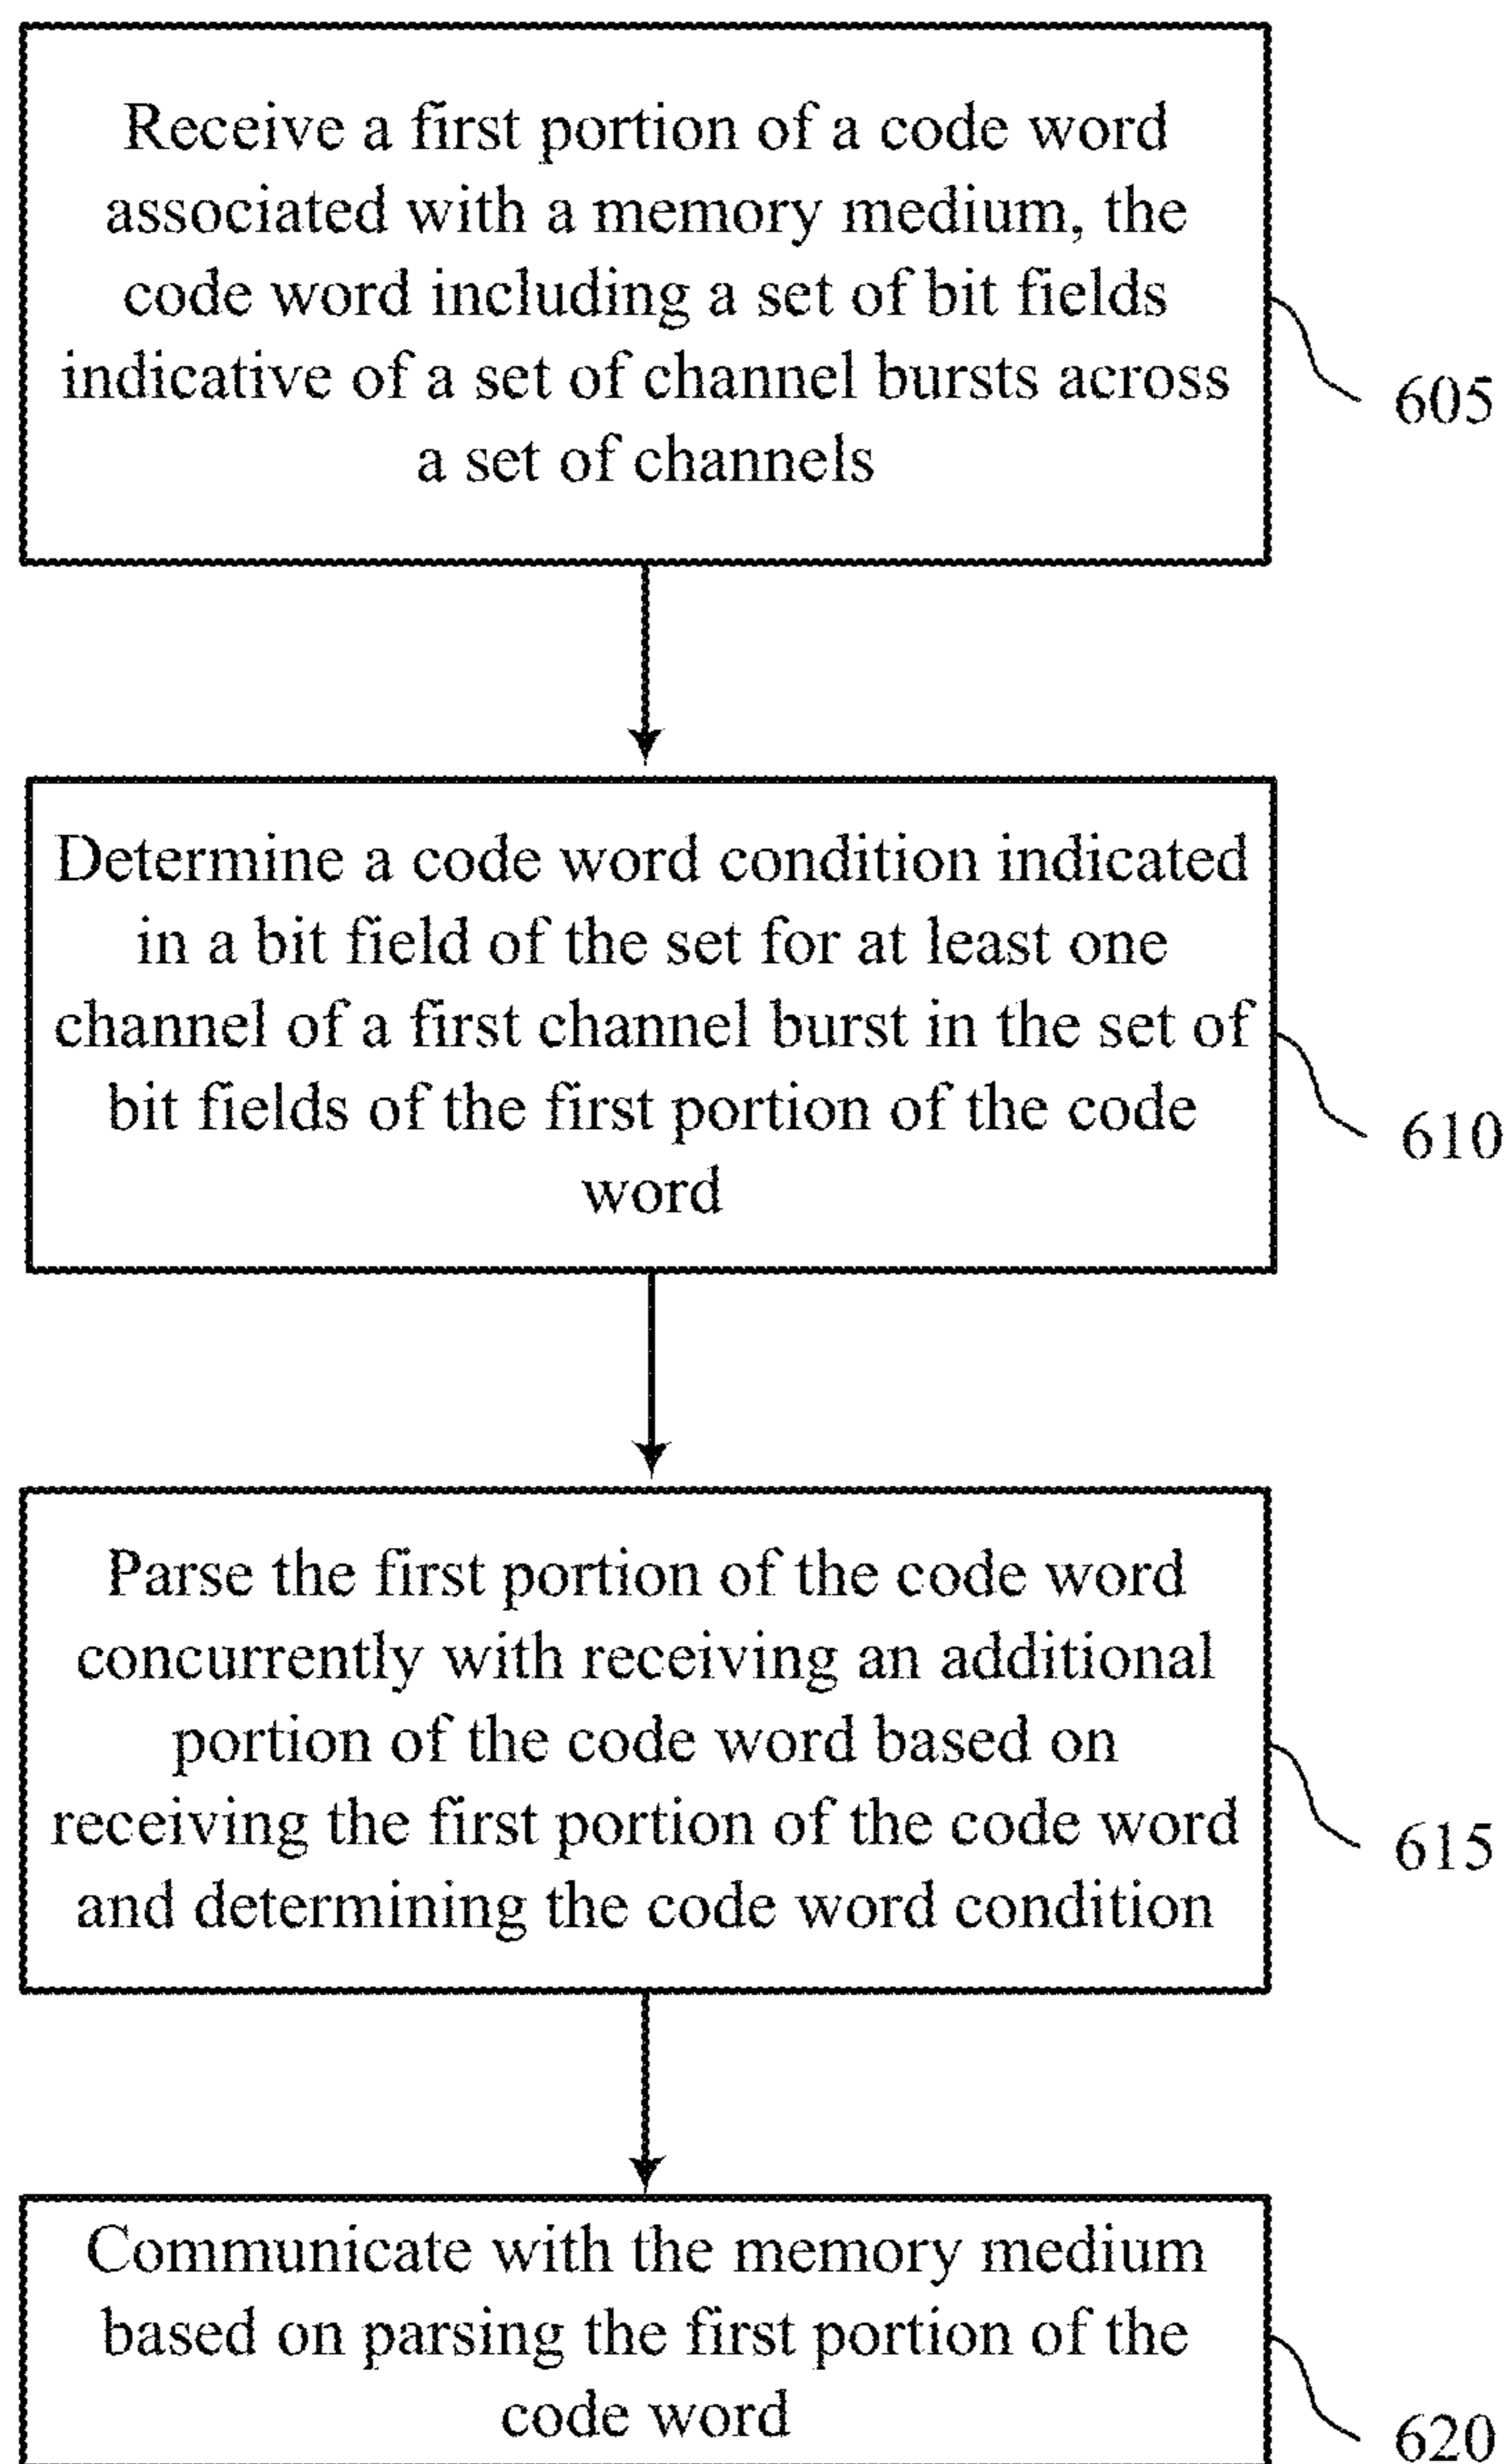 Receive a first portion of a code word
associated with a memory medium, the
code word including a set of bit fields
indicative of a set of channel bursts across
a set of channels
605
Determine a code word condition indicated
in a bit field of the set for at least one
channel of a first channel burst in the set of
bit fields of the first portion of the code
word
610
Parse the first portion of the code word
concurrently with receiving an additional
portion of the code word based on
receiving the first portion of the code word
and determining the code word condition
615
Communicate with the memory medium
based on parsing the first portion of the
code word
620